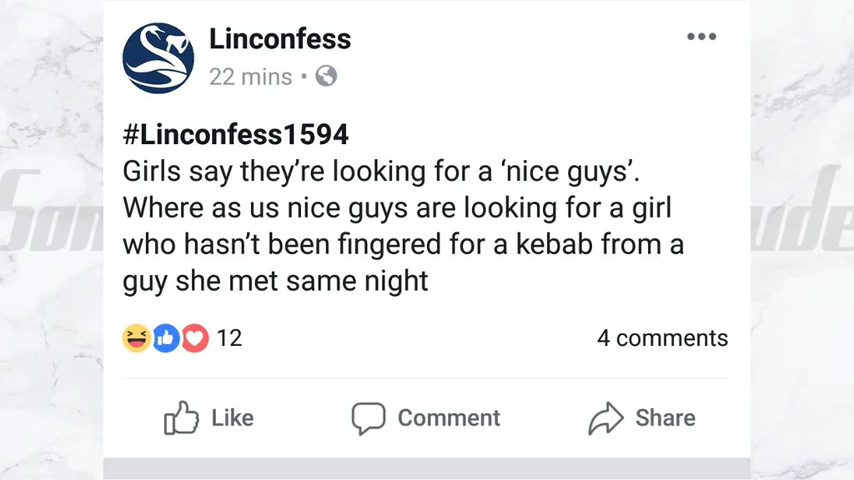 Linconfess
22 mins
#Linconfess1594
Girls say they’re looking for a ‘nice guys’.
Where as us nice guys are looking for a girl
who hasn’t been fingered for a kebab from a
guy she met same night
12
4 comments
Like
Comment
Share